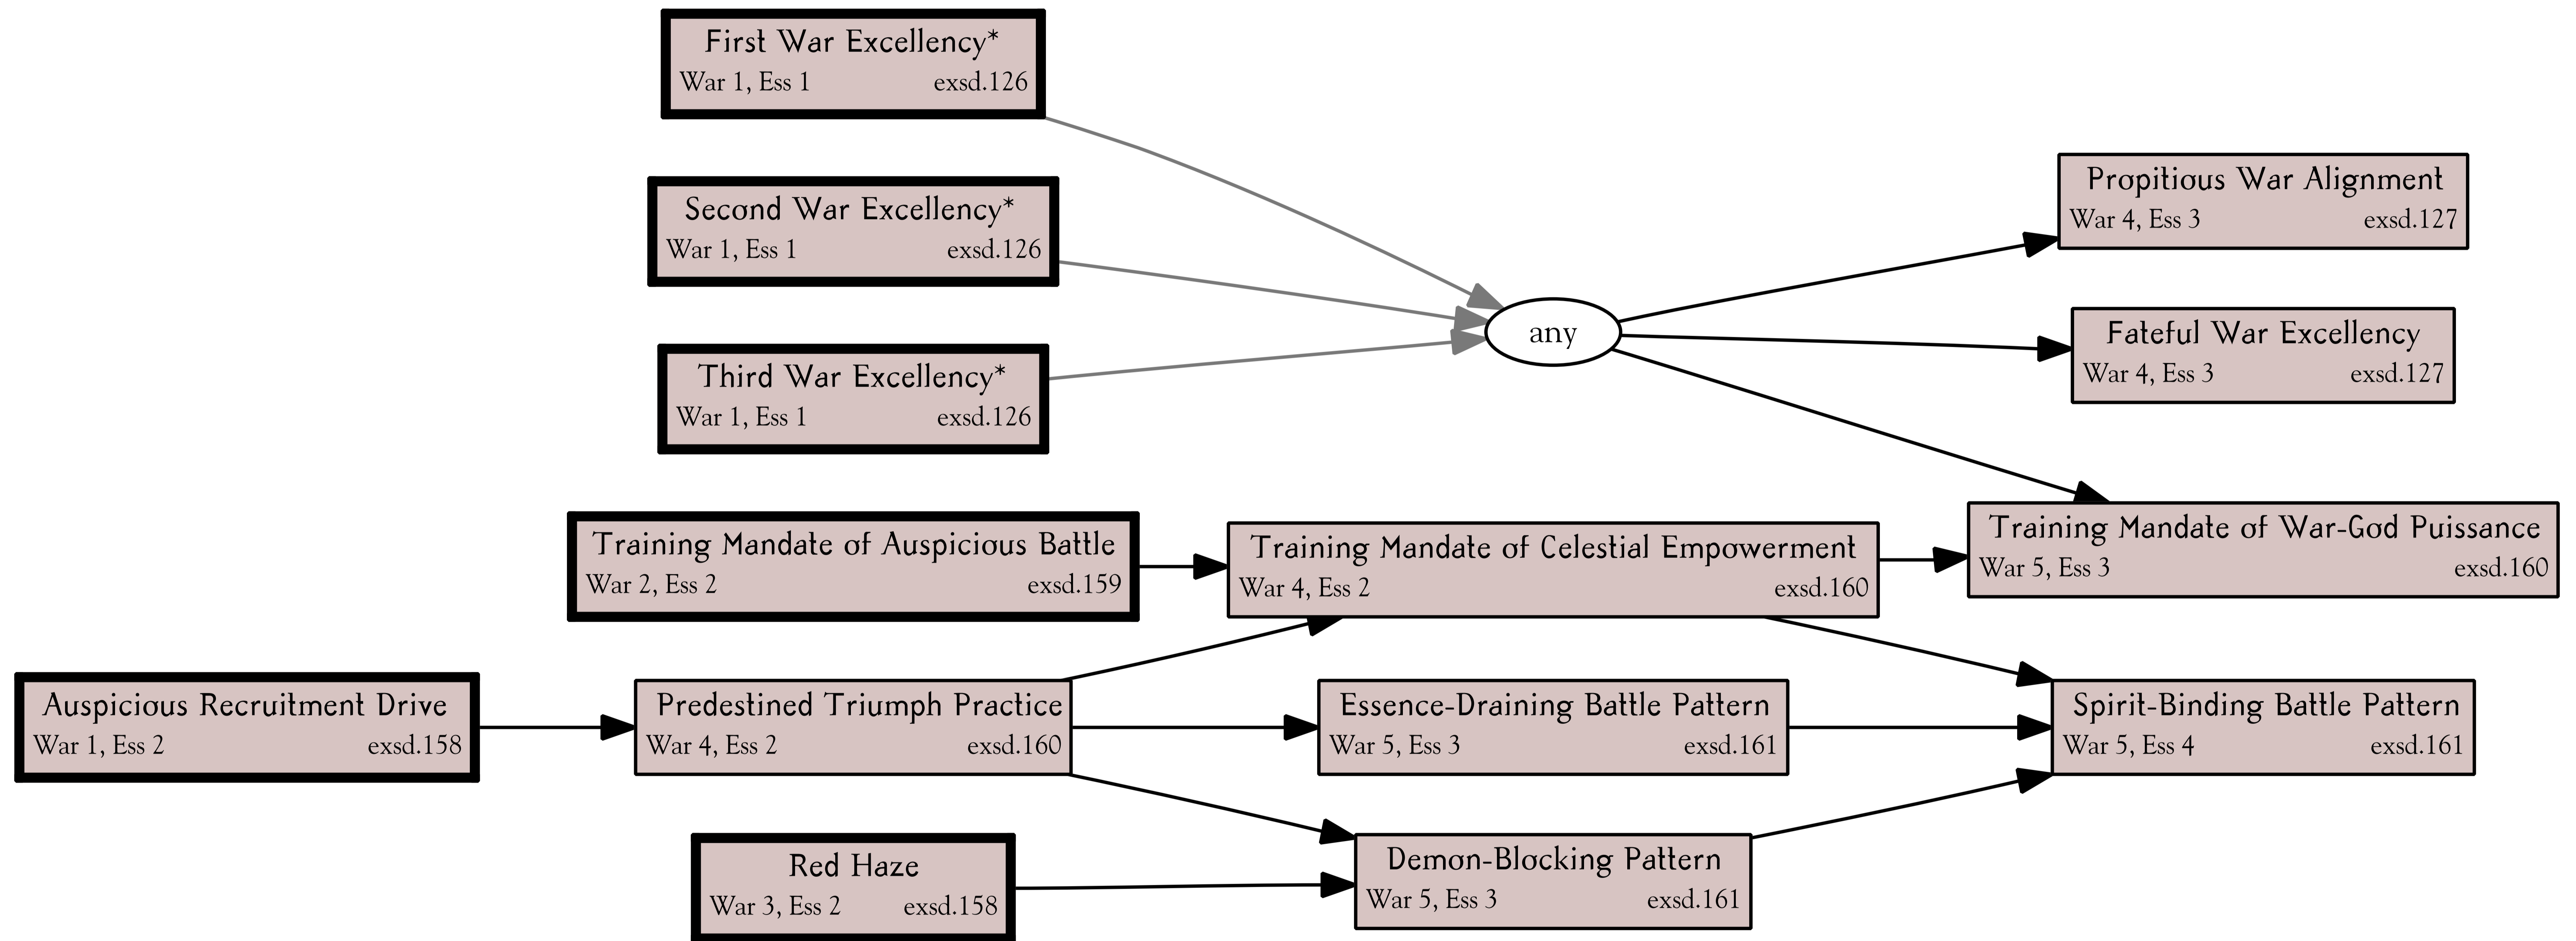 First War Excellency*
War 1, Ess 1 exsd.126
Second War Excellency*
War 1, Ess 1 exsd.126
Third War Excellency*
War 1, Ess 1 exsd.126
any
Propitious War Alignment
War 4, Ess 3 exsd.127
Fateful War Excellency
War 4, Ess 3 exsd.127
Training Mandate of Auspicious Battle
War 2, Ess 2 exsd.159
Training Mandate of Celestial Empowerment
War 4, Ess 2 exsd.160
Training Mandate of War-God Puissance
War 5, Ess 3 exsd.160
Auspicious Recruitment Drive
War 1, Ess 2 exsd.158
Predestined Triumph Practice
War 4, Ess 2 exsd.160
Essence-Draining Battle Pattern
War 5, Ess 3 exsd.161
Spirit-Binding Battle Pattern
War 5, Ess 4 exsd.161
Red Haze
War 3, Ess 2 exsd.158
Demon-Blocking Pattern
War 5, Ess 3 exsd.161